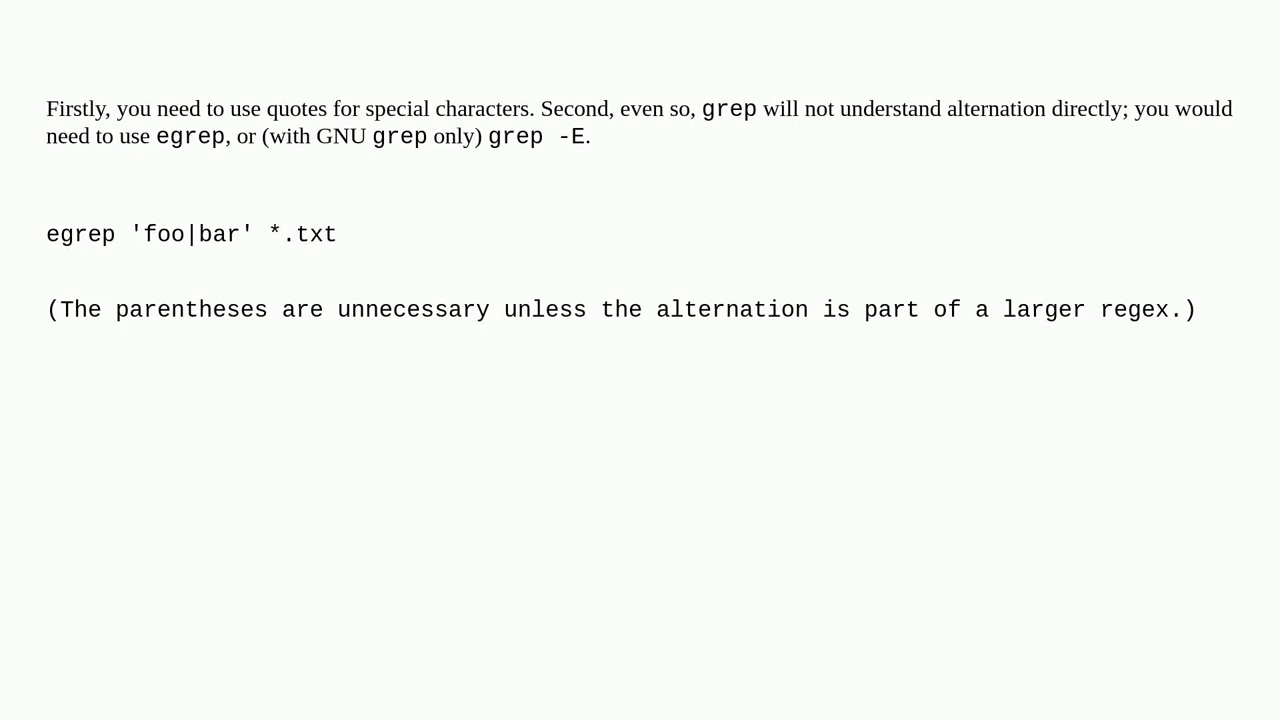 Firstly, you need to use quotes for special characters. Second, even so, grep will not understand alternation directly; you would
need to use egrep, or (with GNU grep only) grep -E.
egrep 'foo|bar' *.txt
(The parentheses are unnecessary unless the alternation is part of a larger regex.)